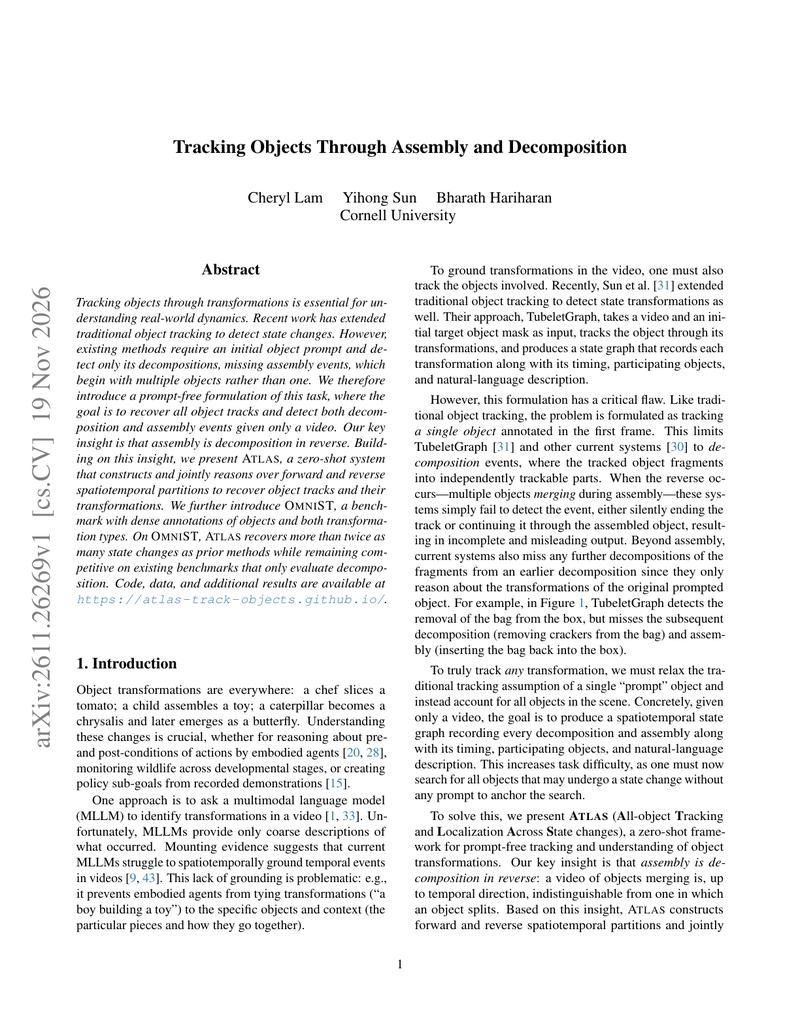 Tracking Objects Through Assembly and Decomposition
Cheryl Lam Yihong Sun Bharath Hariharan
Cornell University
arXiv:2611.26269v1 [cs.CV] 19 Nov 2026
Abstract
Tracking objects through transformations is essential for un-
derstanding real-world dynamics. Recent work has extended
traditional object tracking to detect state changes. However,
existing methods require an initial object prompt and de-
tect only its decompositions, missing assembly events, which
begin with multiple objects rather than one. We therefore
introduce a prompt-free formulation of this task, where the
goal is to recover all object tracks and detect both decom-
position and assembly events given only a video. Our key
insight is that assembly is decomposition in reverse. Build-
ing on this insight, we present ATLAS, a zero-shot system
that constructs and jointly reasons over forward and reverse
spatiotemporal partitions to recover object tracks and their
transformations. We further introduce OMNIST, a bench-
mark with dense annotations of objects and both transforma-
tion types. On OMNIST, ATLAS recovers more than twice as
many state changes as prior methods while remaining com-
petitive on existing benchmarks that only evaluate decompo-
sition. Code, data, and additional results are available at
https://atlas-track-objects.github.io/.
1. Introduction
Object transformations are everywhere: a chef slices a
tomato; a child assembles a toy; a caterpillar becomes a
chrysalis and later emerges as a butterfly. Understanding
these changes is crucial, whether for reasoning about pre-
and post-conditions of actions by embodied agents [20, 28],
monitoring wildlife across developmental stages, or creating
policy sub-goals from recorded demonstrations [15].
One approach is to ask a multimodal language model
(MLLM) to identify transformations in a video [1, 33]. Un-
fortunately, MLLMs provide only coarse descriptions of
what occurred. Mounting evidence suggests that current
MLLMs struggle to spatiotemporally ground temporal events
in videos [9, 43]. This lack of grounding is problematic: e.g.,
it prevents embodied agents from tying transformations (“a
boy building a toy”) to the specific objects and context (the
particular pieces and how they go together).
To ground transformations in the video, one must also
track the objects involved. Recently, Sun et al. [31] extended
traditional object tracking to detect state transformations as
well. Their approach, TubeletGraph, takes a video and an ini-
tial target object mask as input, tracks the object through its
transformations, and produces a state graph that records each
transformation along with its timing, participating objects,
and natural-language description.
However, this formulation has a critical flaw. Like tradi-
tional object tracking, the problem is formulated as tracking
a single object annotated in the first frame. This limits
TubeletGraph [31] and other current systems [30] to de-
composition events, where the tracked object fragments
into independently trackable parts. When the reverse oc-
curs—multiple objects merging during assembly—these sys-
tems simply fail to detect the event, either silently ending the
track or continuing it through the assembled object, result-
ing in incomplete and misleading output. Beyond assembly,
current systems also miss any further decompositions of the
fragments from an earlier decomposition since they only
reason about the transformations of the original prompted
object. For example, in Figure 1, TubeletGraph detects the
removal of the bag from the box, but misses the subsequent
decomposition (removing crackers from the bag) and assem-
bly (inserting the bag back into the box).
To truly track any transformation, we must relax the tra-
ditional tracking assumption of a single “prompt” object and
instead account for all objects in the scene. Concretely, given
only a video, the goal is to produce a spatiotemporal state
graph recording every decomposition and assembly along
with its timing, participating objects, and natural-language
description. This increases task difficulty, as one must now
search for all objects that may undergo a state change without
any prompt to anchor the search.
To solve this, we present ATLAS (All-object Tracking
and Localization Across State changes), a zero-shot frame-
work for prompt-free tracking and understanding of object
transformations. Our key insight is that assembly is de-
composition in reverse: a video of objects merging is, up
to temporal direction, indistinguishable from one in which
an object splits. Based on this insight, ATLAS constructs
forward and reverse spatiotemporal partitions and jointly
1